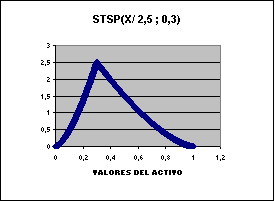 STSP(X/ 2,5 ; 0,3)
3
2,5
2
1,5
1
0,5
0
0 0,2 0,4 0,6 0,8 1 1,2
VALORES DEL ACTIVO